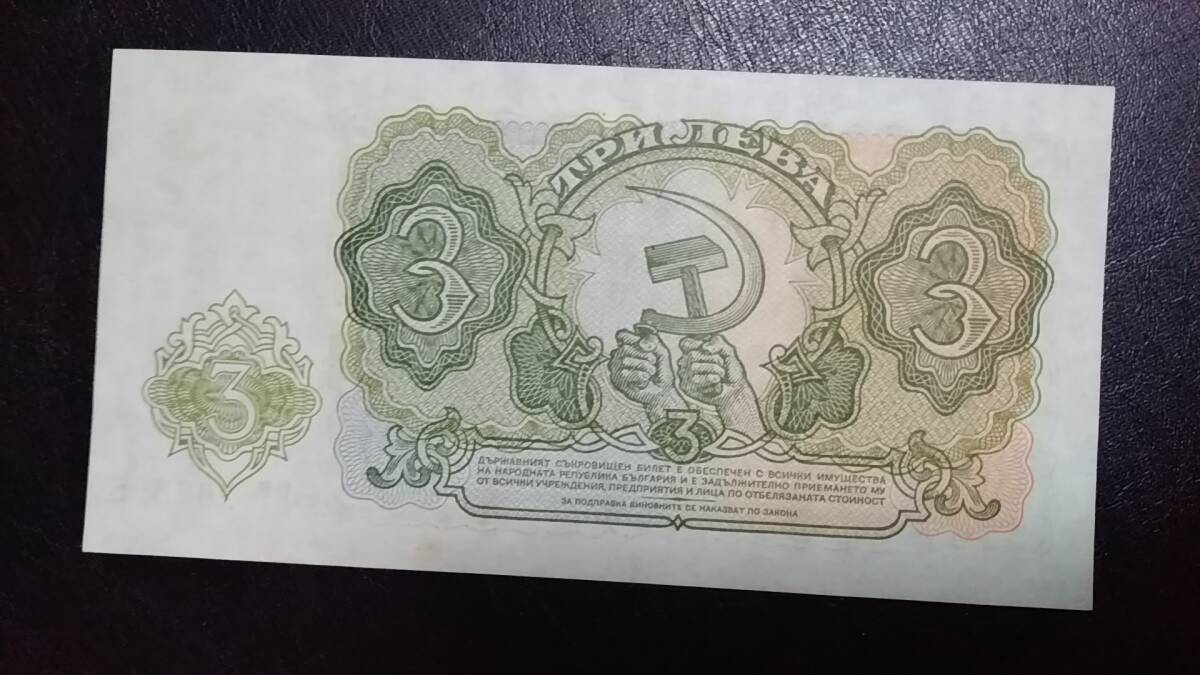 ТРИ ЛЕВА
3
3
3
3
ДЪРЖАВНИЯТ СЪКРОВИЩЕН БИЛЕТ Е ОБЕСПЕЧЕН С ВСИЧКИ ИМУЩЕСТВА
НА НАРОДНАТА РЕПУБЛИКА БЪЛГАРИЯ И Е ЗАДЪЛЖИТЕЛНО ПРИЕМАНЕТО МУ
ОТ ВСИЧКИ УЧРЕЖДЕНИЯ, ПРЕДПРИЯТИЯ И ЛИЦА ПО ОТБЕЛЯЗАНАТА СТОЙНОСТ
ЗА ПОДПРАВКА ВИНОВНИТЕ СЕ НАКАЗВАТ ПО ЗАКОНА